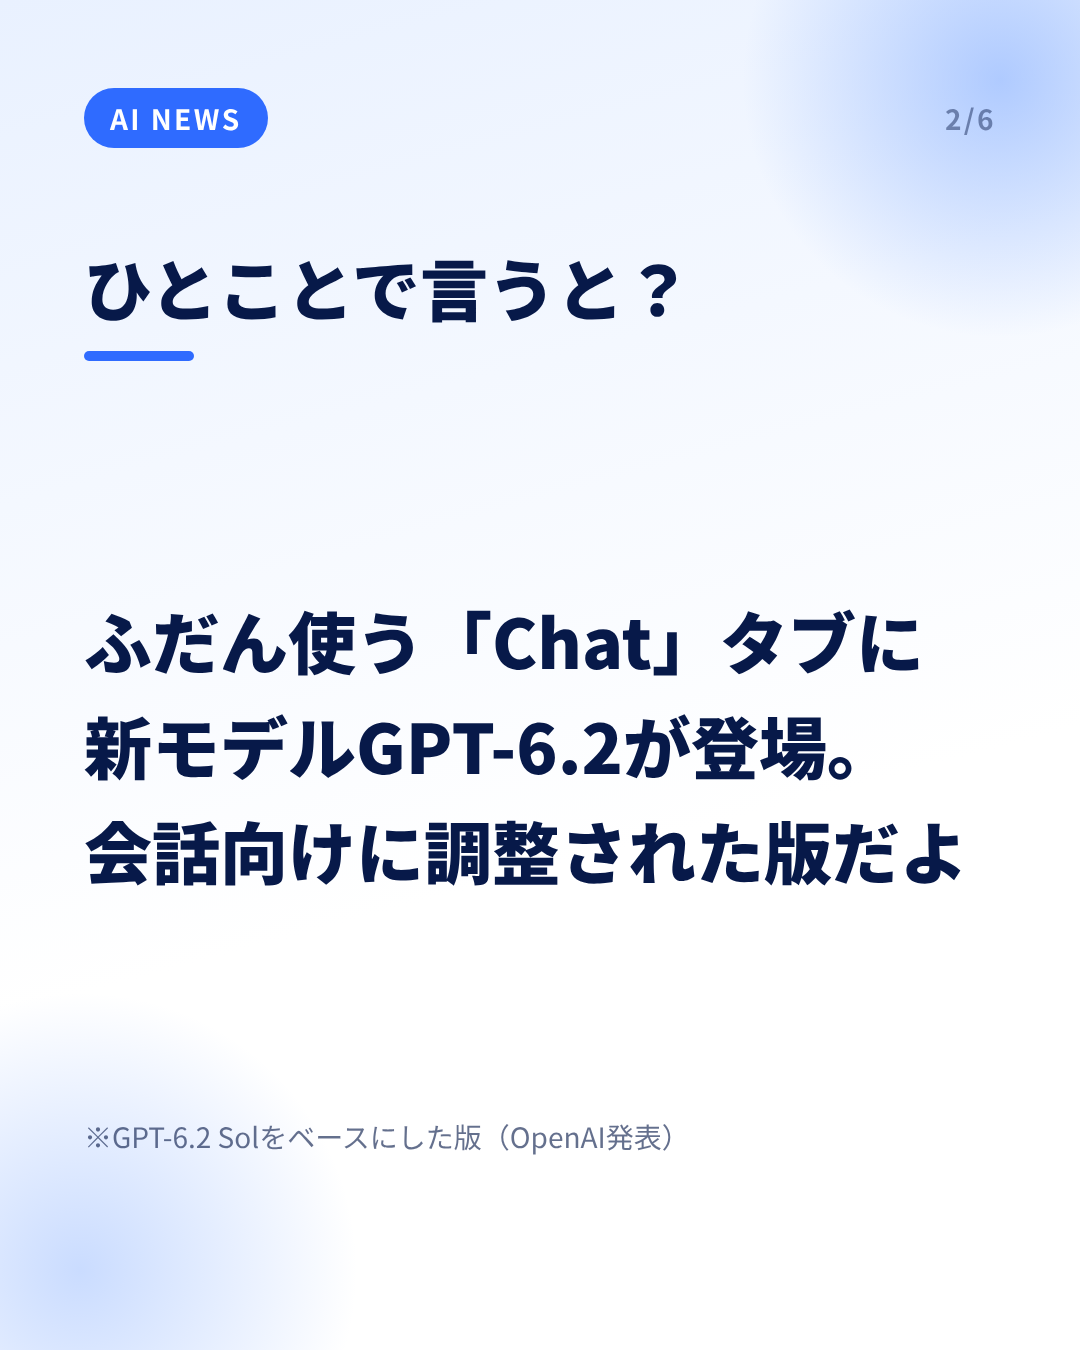 AI NEWS
2/6
ひとことで言うと？
ふだん使う「Chat」タブに
新モデルGPT-6.2が登場。
会話向けに調整された版だよ
※GPT-6.2 Solをベースにした版（OpenAI発表）